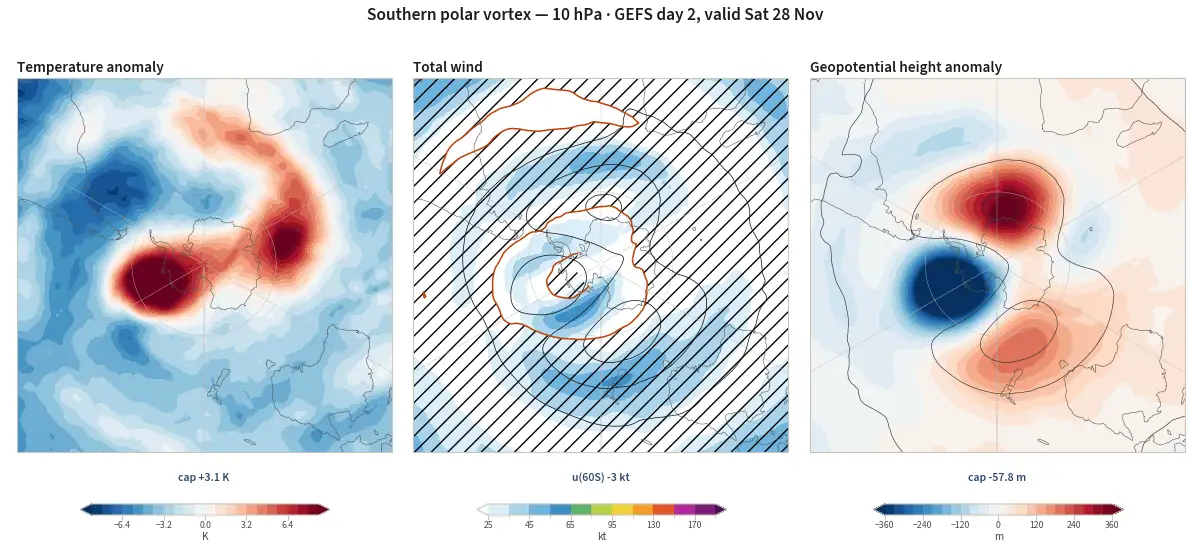 Southern polar vortex — 10 hPa · GEFS day 2, valid Sat 28 Nov
Temperature anomaly
Total wind
Geopotential height anomaly
cap +3.1 K
u(60S) -3 kt
cap -57.8 m
−6.4 −3.2 0.0 3.2 6.4
K
25 45 65 95 130 170
kt
−360 −240 −120 0 120 240 360
m